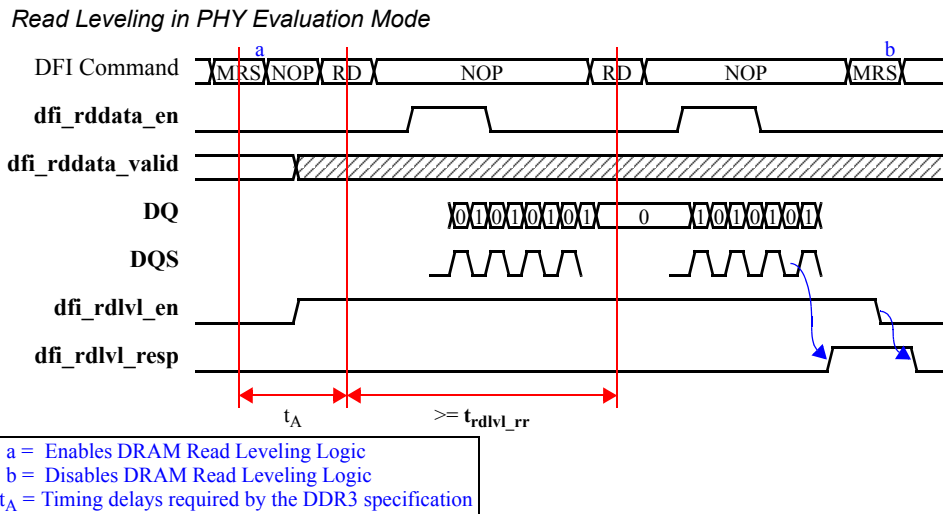 Read Leveling in PHY Evaluation Mode
a b
DFI Command MRS NOP RD NOP RD NOP MRS
dfi_rddata_en
dfi_rddata_valid
DQ 0 1 0 1 0 1 0 1 0 1 0 1 0 1 0 1
DQS
dfi_rdlvl_en
dfi_rdlvl_resp
tA >= trdlvl_rr
a = Enables DRAM Read Leveling Logic
b = Disables DRAM Read Leveling Logic
tA = Timing delays required by the DDR3 specification